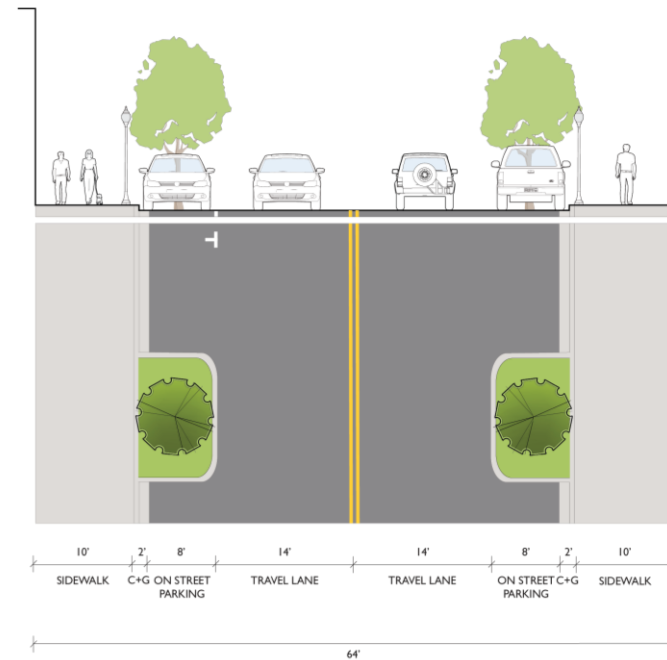 10' 2' 8' 14' 14' 8' 2' 10'
SIDEWALK C+G ON STREET TRAVEL LANE TRAVEL LANE ON STREET C+G SIDEWALK
PARKING PARKING
64'